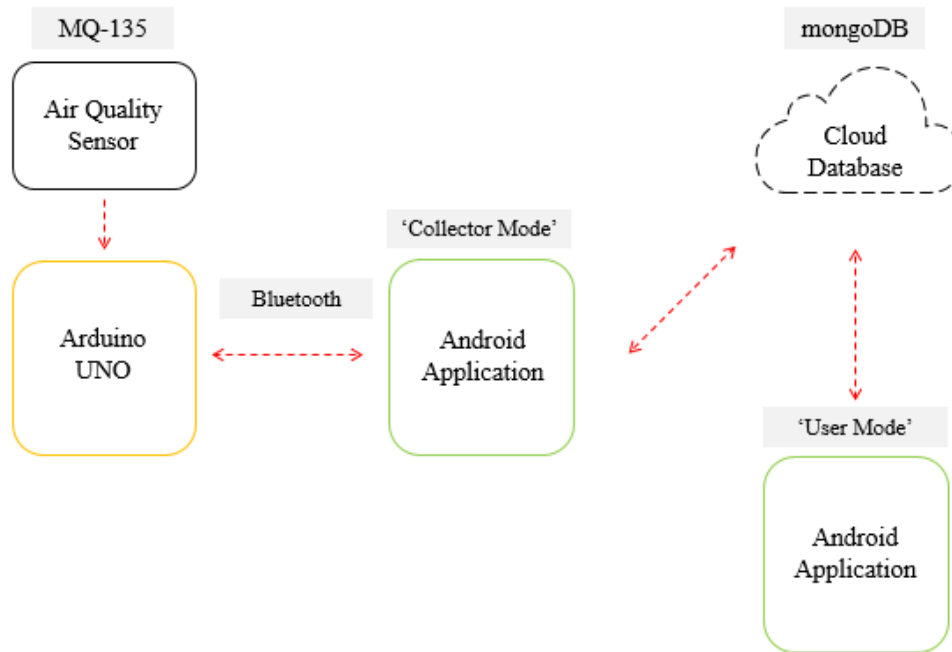 MQ-135
Air Quality
Sensor
mongoDB
Cloud
Database
‘Collector Mode’
Bluetooth
Arduino
UNO
Android
Application
‘User Mode’
Android
Application